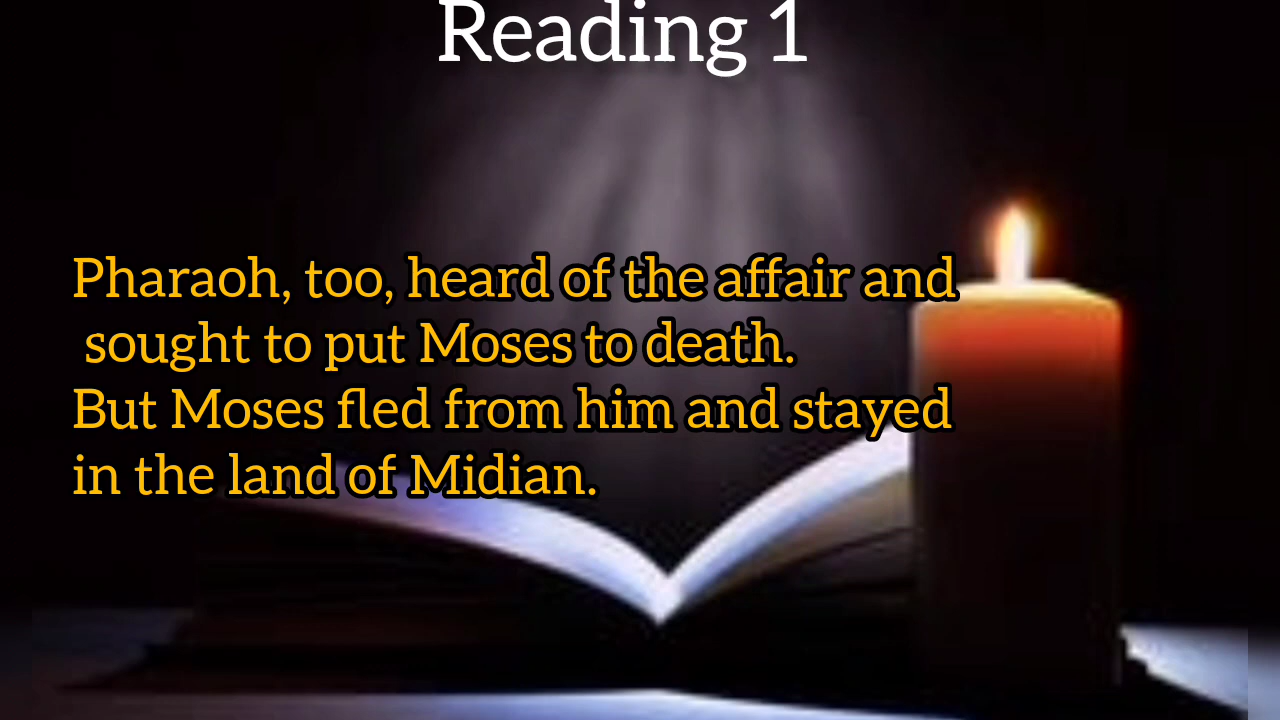 Reading 1
Pharaoh, too, heard of the affair and
sought to put Moses to death.
But Moses fled from him and stayed
in the land of Midian.